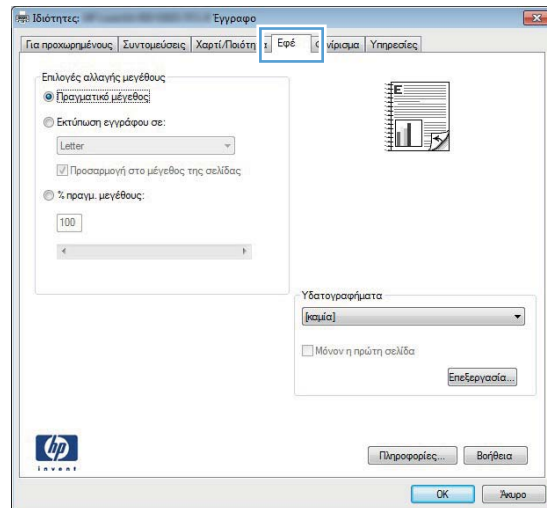 Ιδιότητες: Έγγραφο
Για προχωρημένους Συντομεύσεις Χαρτί/Ποιότη Εφέ νίρισμα Υπηρεσίες
Επιλογές αλλαγής μεγέθους
Πραγματικό μέγεθος
Εκτύπωση εγγράφου σε:
Letter
Προσαρμογή στο μέγεθος της σελίδας
% πραγμ. μεγέθους:
100
E
Υδατογραφήματα
[καμία]
Μόνον η πρώτη σελίδα
Επεξεργασία...
hp
invent
Πληροφορίες... Βοήθεια
OK Άκυρο